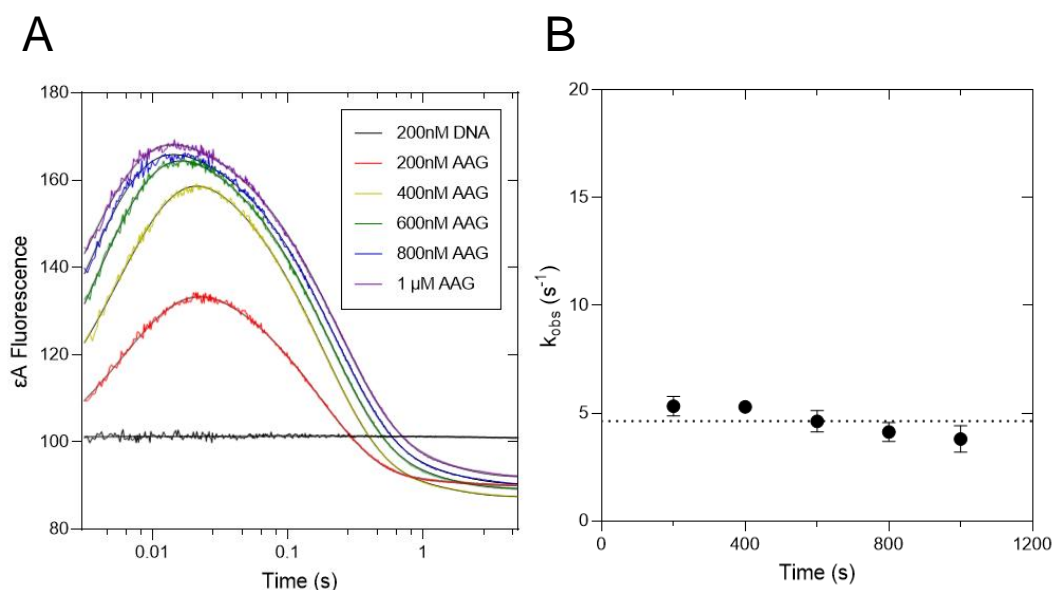 A
B
180
160
140
120
100
80
εA Fluorescence
0.01
0.1
1
Time (s)
200nM DNA
200nM AAG
400nM AAG
600nM AAG
800nM AAG
1 µM AAG
20
15
10
5
0
k_obs (s⁻¹)
0
400
800
1200
Time (s)